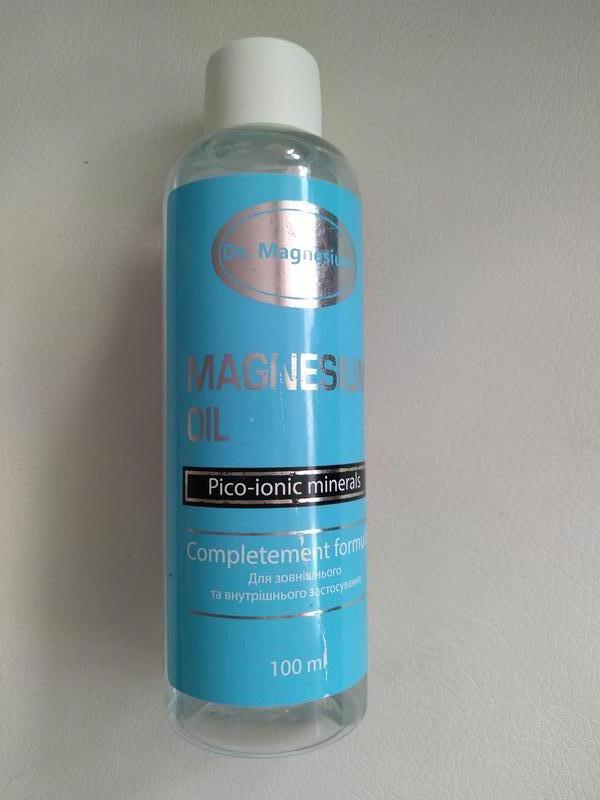 Dr. Magnesium
MAGNESIUM
OIL
Pico-ionic minerals
Completement formula
Для зовнішнього
та внутрішнього застосування
100 ml